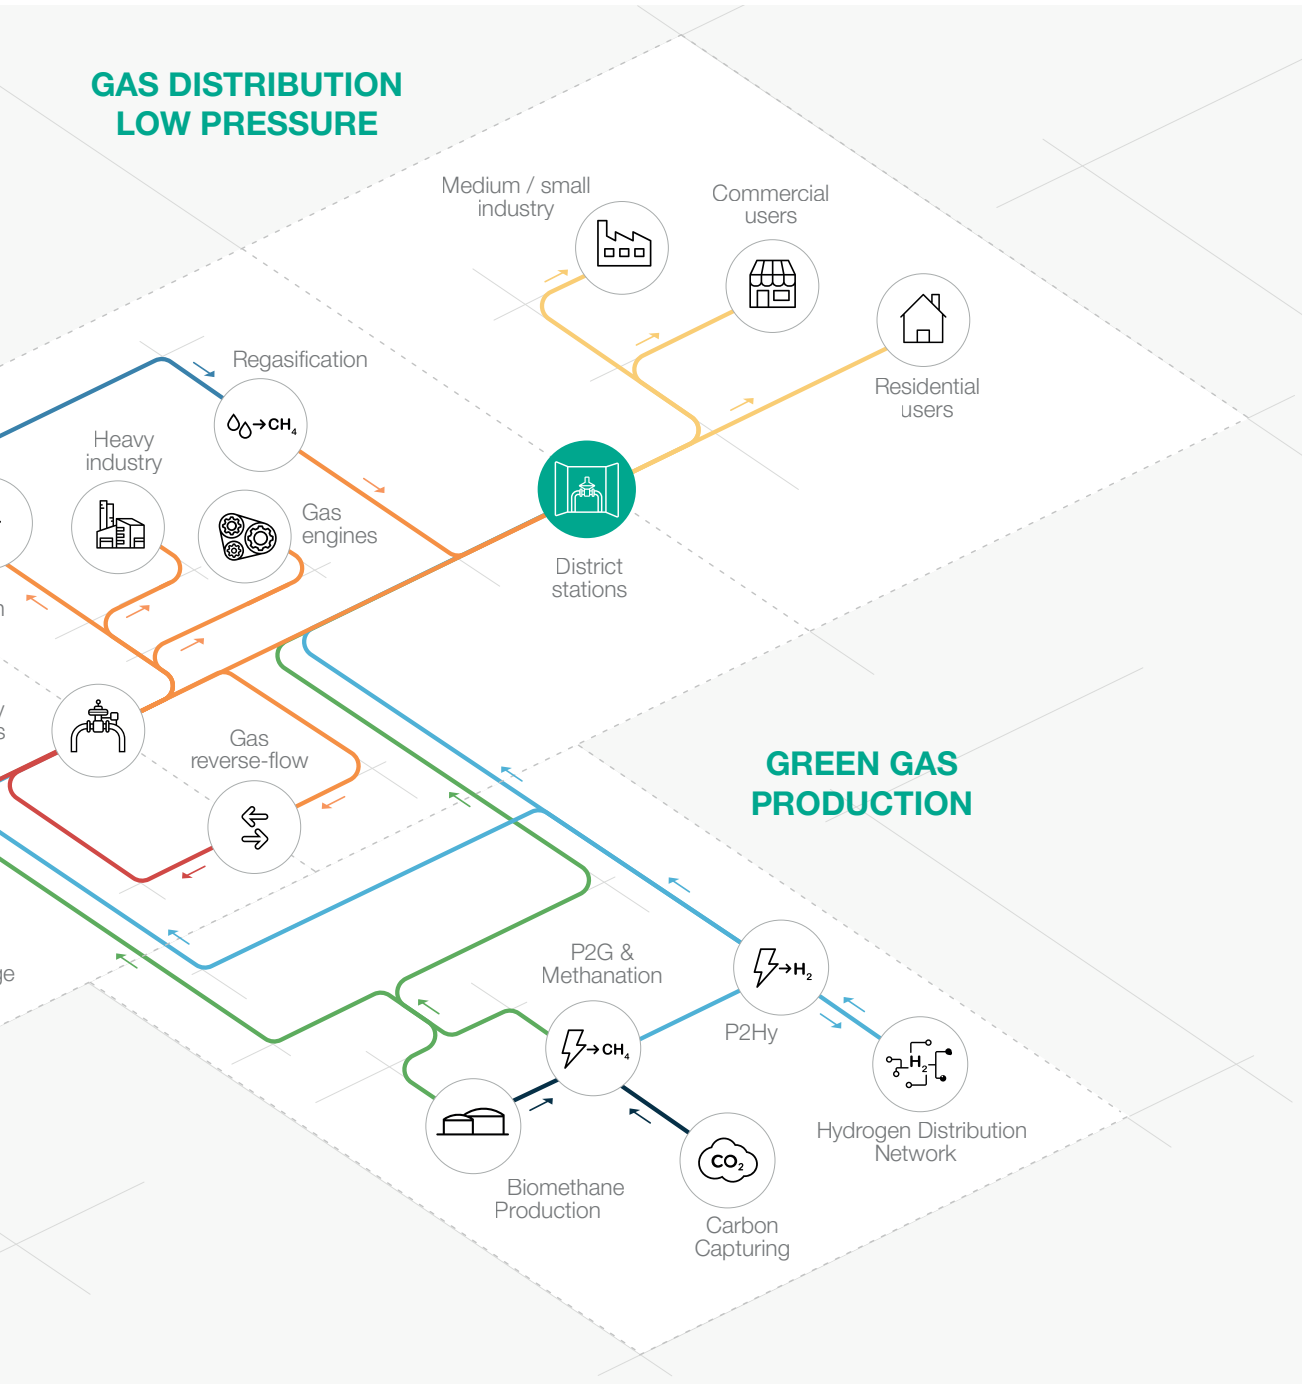 GAS DISTRIBUTION
LOW PRESSURE
Medium / small
industry
Commercial
users
Residential
users
Regasification
CH4
Heavy
industry
Gas
engines
District
stations
Gas
reverse-flow
GREEN GAS
PRODUCTION
P2G &
Methanation
H2
P2Hy
CH4
H2
Hydrogen Distribution
Network
Biomethane
Production
CO2
Carbon
Capturing